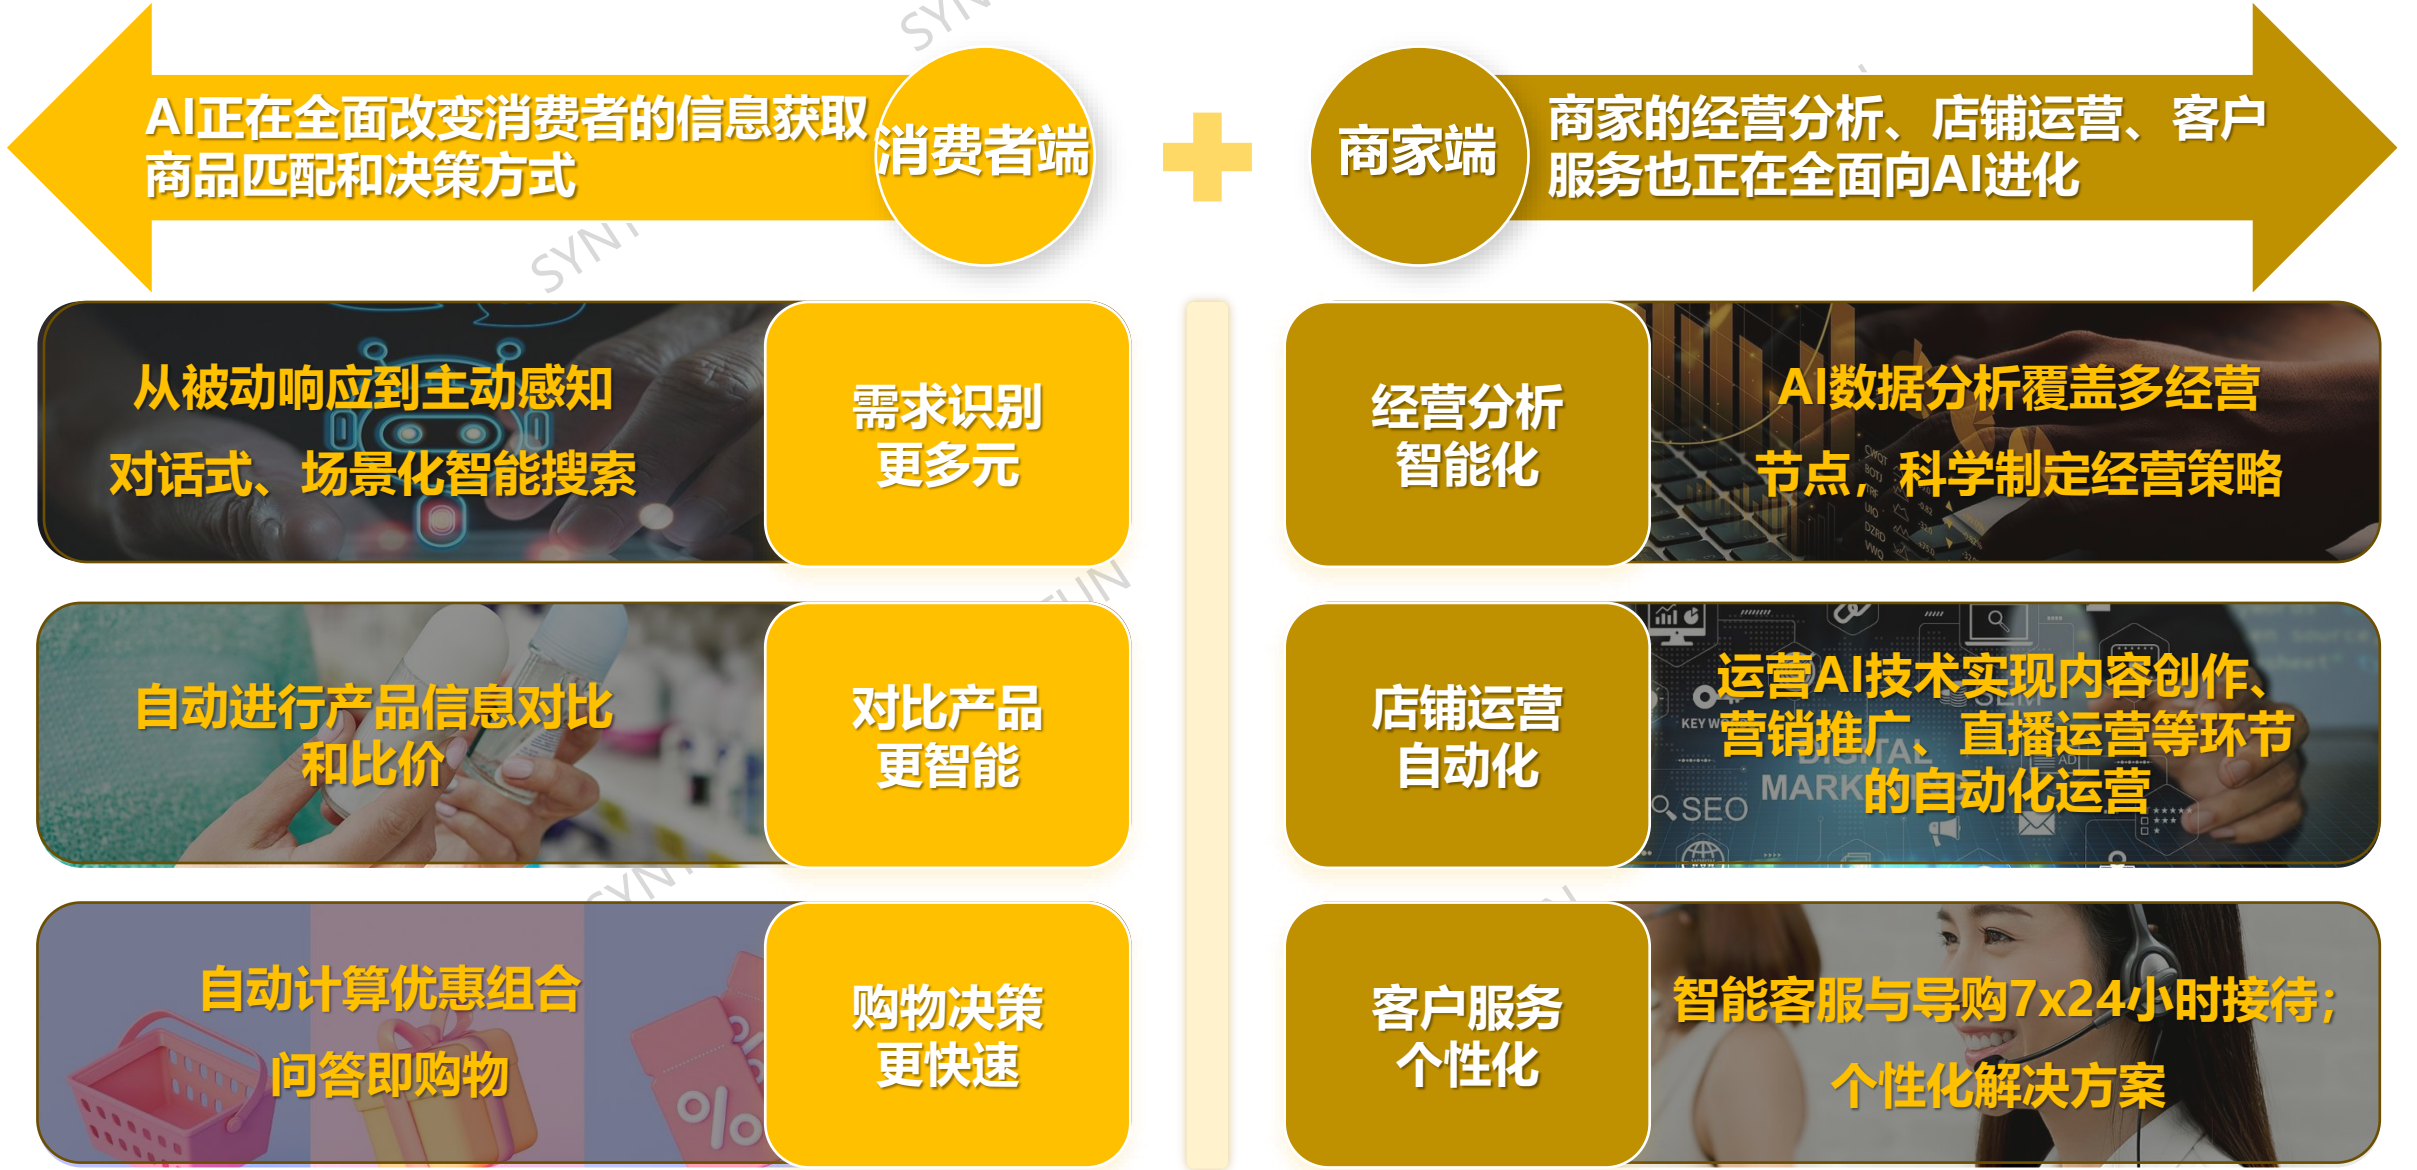 AI正在全面改变消费者的信息获取
商品匹配和决策方式
消费者端
商家端
商家的经营分析、店铺运营、客户
服务也正在全面向AI进化
从被动响应到主动感知
对话式、场景化智能搜索
需求识别
更多元
经营分析
智能化
AI数据分析覆盖多经营
节点，科学制定经营策略
自动进行产品信息对比
和比价
对比产品
更智能
店铺运营
自动化
运营AI技术实现内容创作、
营销推广、直播运营等环节
的自动化运营
SEO
自动计算优惠组合
问答即购物
%
购物决策
更快速
客户服务
个性化
智能客服与导购7x24小时接待；
个性化解决方案